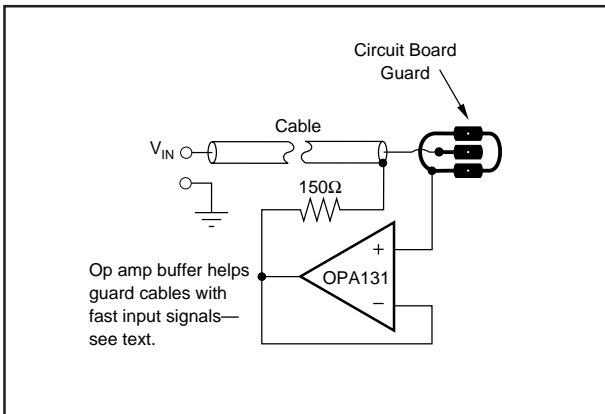 Circuit Board
Guard
Cable
V_IN
150Ω
+
OPA131
–
Op amp buffer helps
guard cables with
fast input signals—
see text.